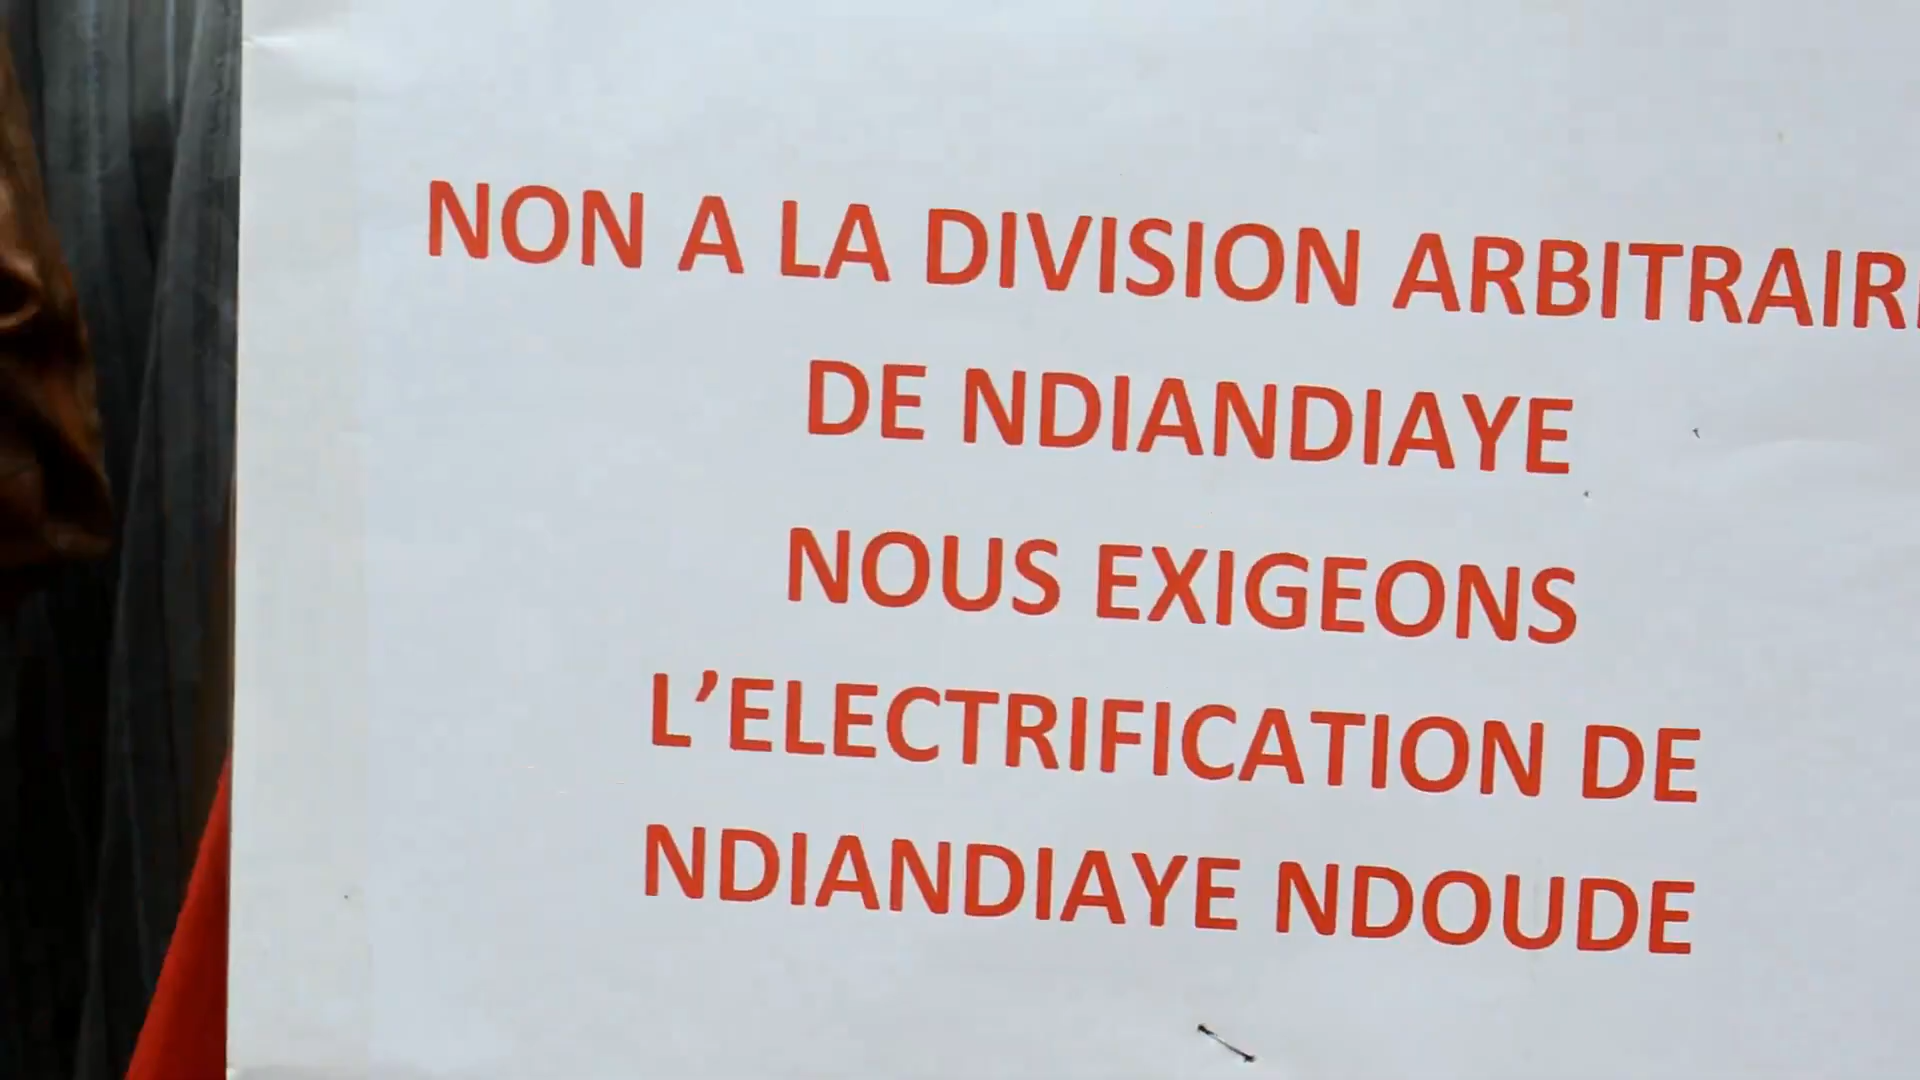 NON A LA DIVISION ARBITRAIR
DE NDIANDIAYE
NOUS EXIGEONS
L’ELECTRIFICATION DE
NDIANDIAYE NDOUDE